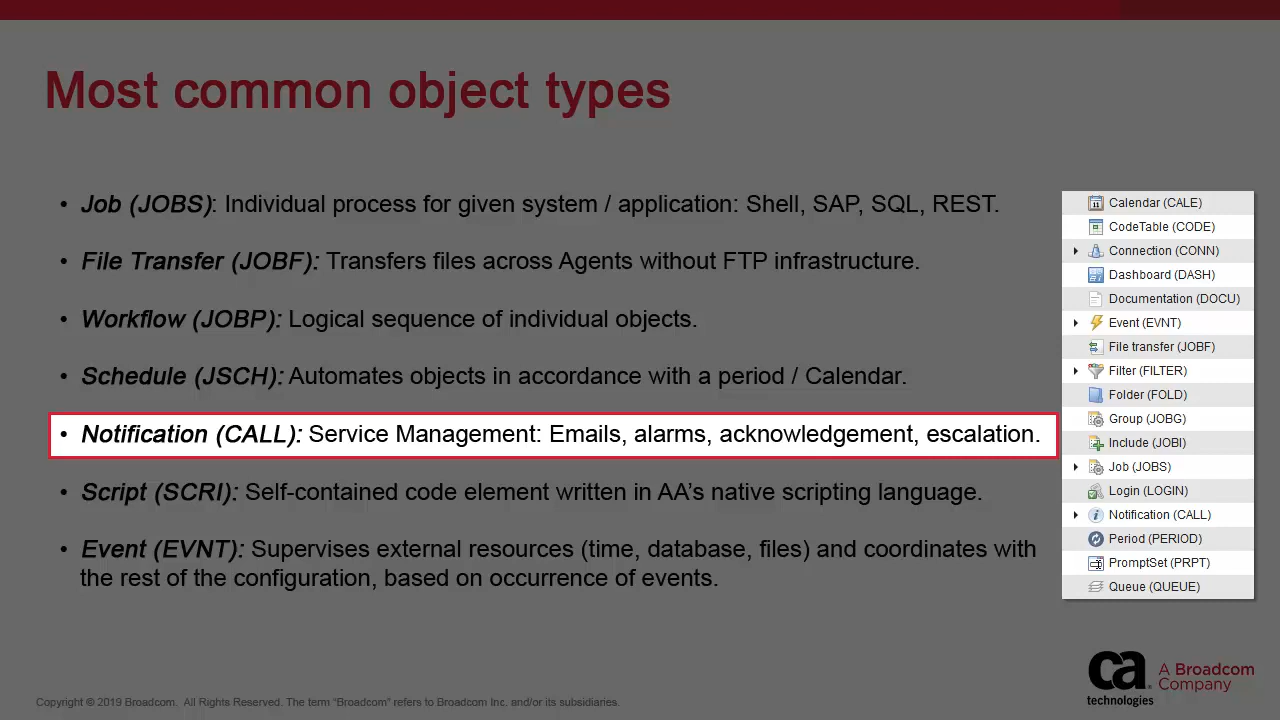 Most common object types
• Job (JOBS): Individual process for given system / application: Shell, SAP, SQL, REST.
• File Transfer (JOBF): Transfers files across Agents without FTP infrastructure.
• Workflow (JOBP): Logical sequence of individual objects.
• Schedule (JSCH): Automates objects in accordance with a period / Calendar.
• Notification (CALL): Service Management: Emails, alarms, acknowledgement, escalation.
• Script (SCRI): Self-contained code element written in AA's native scripting language.
• Event (EVNT): Supervises external resources (time, database, files) and coordinates with
the rest of the configuration, based on occurrence of events.
Calendar (CALE)
CodeTable (CODE)
Connection (CONN)
Dashboard (DASH)
Documentation (DOCU)
Event (EVNT)
File transfer (JOBF)
Filter (FILTER)
Folder (FOLD)
Group (JOBG)
Include (JOBI)
Job (JOBS)
Login (LOGIN)
Notification (CALL)
Period (PERIOD)
PromptSet (PRPT)
Queue (QUEUE)
ca
technologies
A Broadcom
Company
Copyright © 2019 Broadcom. All Rights Reserved. The term “Broadcom” refers to Broadcom Inc. and/or its subsidiaries.